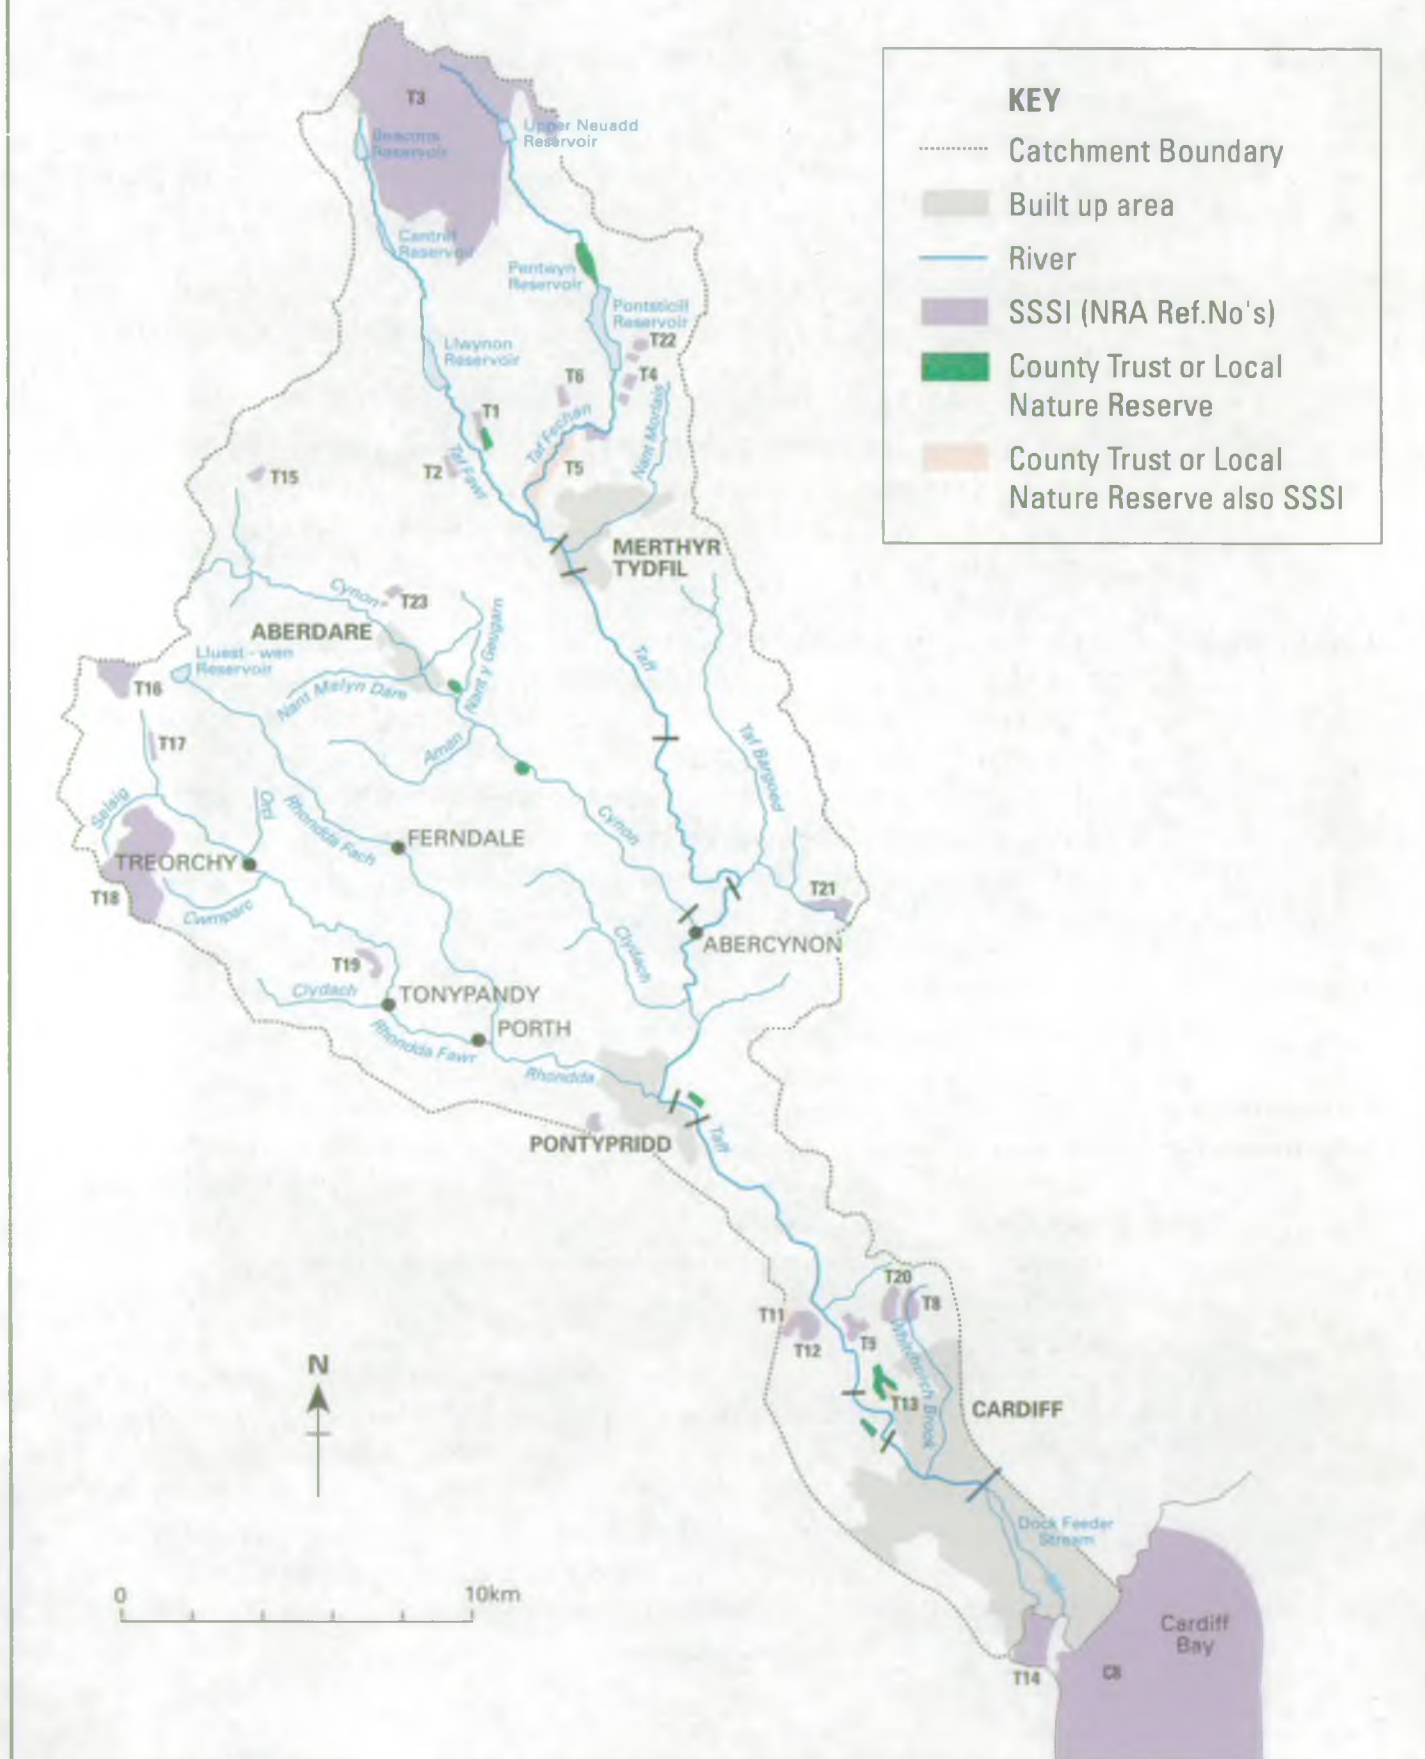 KEY
Catchment Boundary
Built up area
River
SSSI (NRA Ref.No's)
County Trust or Local
Nature Reserve
County Trust or Local
Nature Reserve also SSSI
T3
Beacons
Reservoir
Upper Neuadd
Reservoir
Cantref
Reservoir
Pentwyn
Reservoir
Pontsticill
Reservoir
T22
Llwynon
Reservoir
T6
T4
T1
Taf Fechan
Nant Morlais
T2
Taf Fawr
T5
T15
MERTHYR
TYDFIL
Cynon
T23
ABERDARE
Nant y Geugarn
Lluest - wen
Reservoir
Taff
T16
Nant Melyn Dare
T17
Aman
Taf Bargoed
Selsig
Orci
Rhondda Fach
Cynon
FERNDALE
TREORCHY
T18
T21
Cwmparc
Clydach
ABERCYNON
T19
Clydach
TONYPANDY
PORTH
Rhondda Fawr
Rhondda
Taff
PONTYPRIDD
T20
T8
T11
T12
T9
Whitchurch Brook
T13
CARDIFF
N
Dock Feeder
Stream
0
10km
Cardiff
Bay
T14
C8